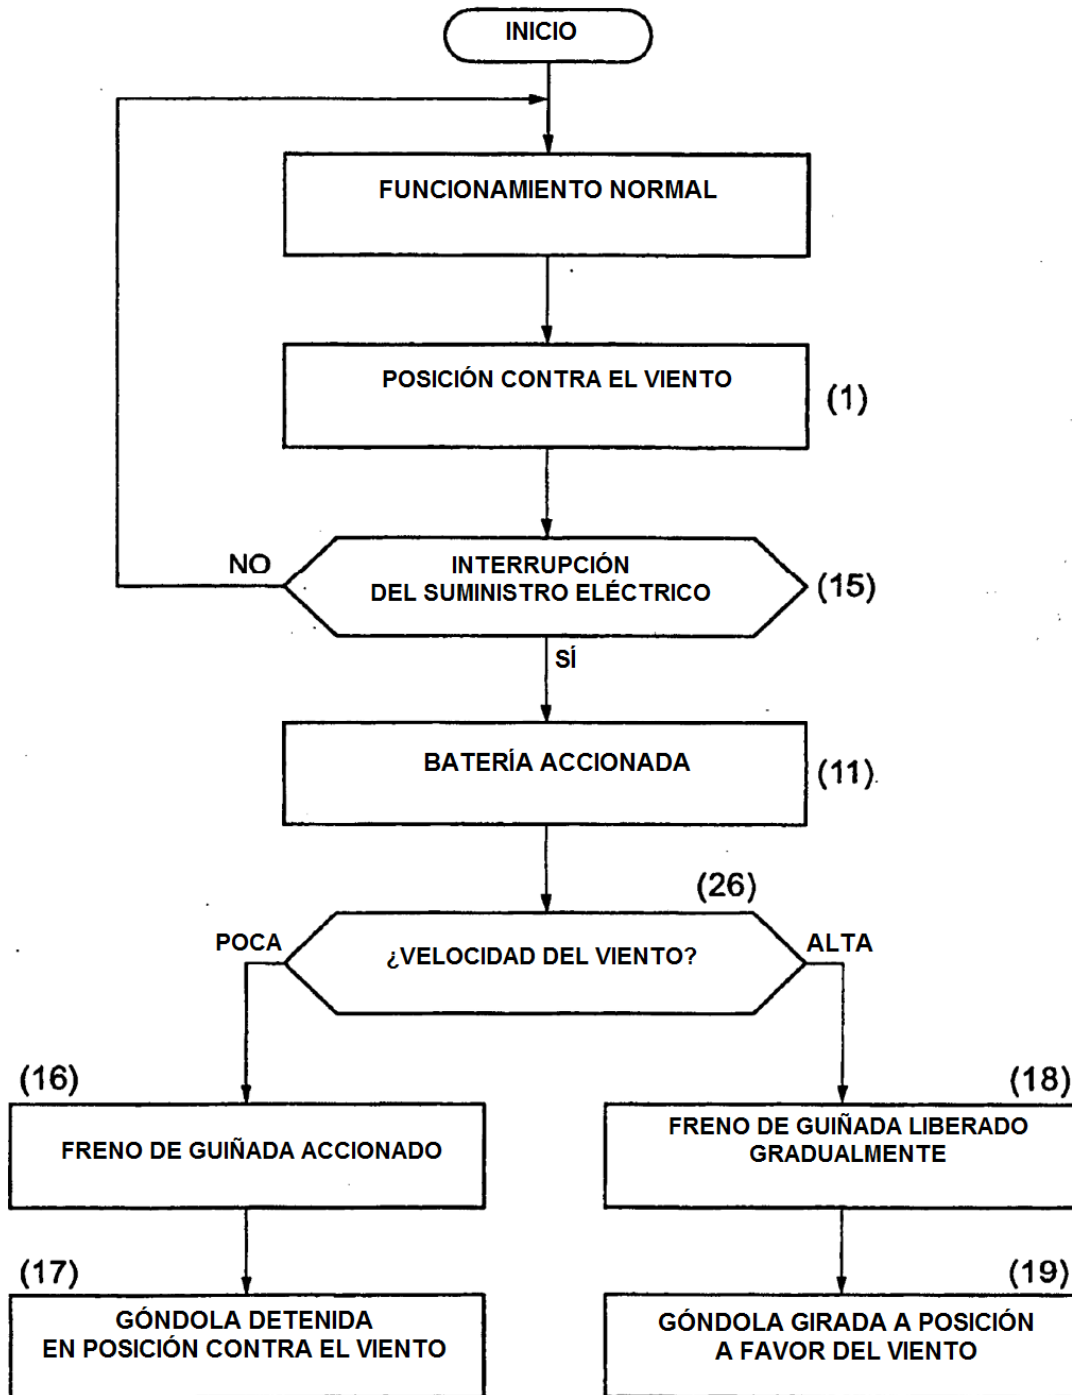 INICIO
FUNCIONAMIENTO NORMAL
POSICIÓN CONTRA EL VIENTO
(1)
NO
INTERRUPCIÓN
DEL SUMINISTRO ELÉCTRICO
(15)
SÍ
BATERÍA ACCIONADA
(11)
(26)
POCA
¿VELOCIDAD DEL VIENTO?
ALTA
(16)
FRENO DE GUIÑADA ACCIONADO
(18)
FRENO DE GUIÑADA LIBERADO
GRADUALMENTE
(17)
GÓNDOLA DETENIDA
EN POSICIÓN CONTRA EL VIENTO
(19)
GÓNDOLA GIRADA A POSICIÓN
A FAVOR DEL VIENTO